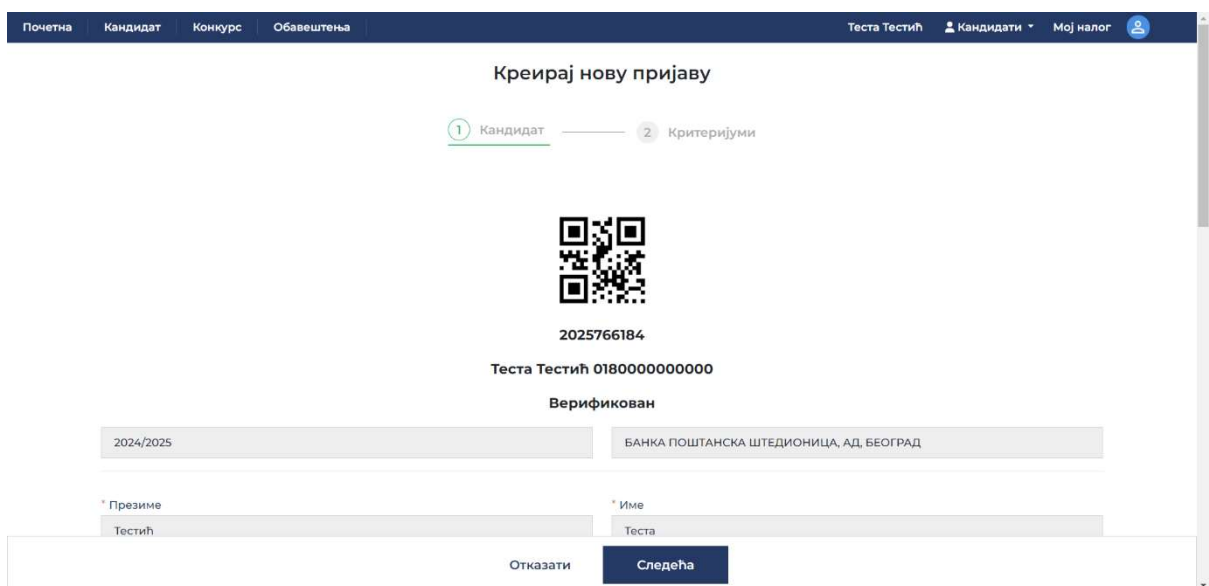 Почетна Кандидат Конкурс Обавештења Теста Тестић Кандидати Мој налог
Креирај нову пријаву
1 Кандидат 2 Критеријуми
2025766184
Теста Тестић 0180000000000
Верификован
2024/2025 БАНКА ПОШТАНСКА ШТЕДИОНИЦА, АД, БЕОГРАД
* Презиме * Име
Тестић Теста
Отказати Следећа